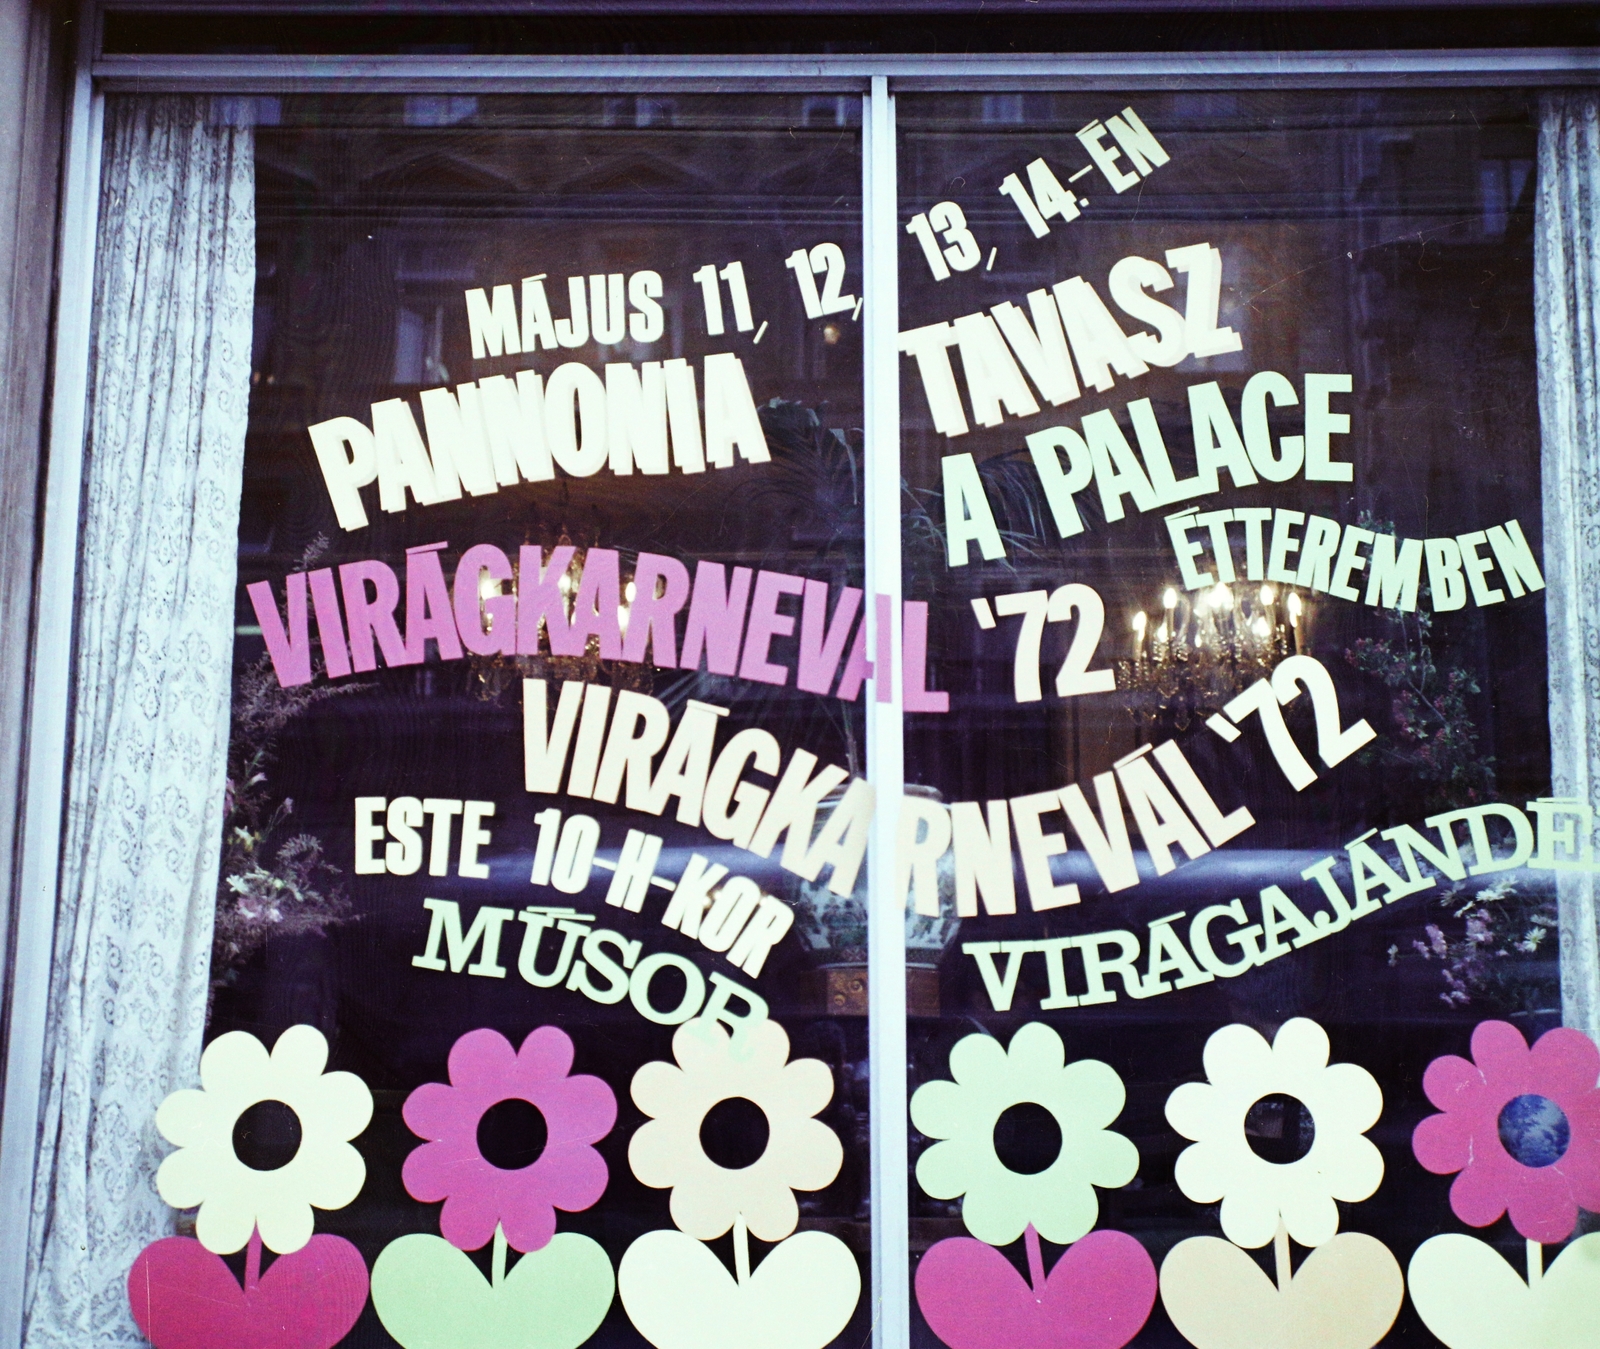 MÁJUS 11, 12, 13, 14.-ÉN
PANNONIA TAVASZ
A PALACE
ÉTTEREMBEN
VIRÁGKARNEVÁL '72
VIRÁGKARNEVÁL '72
ESTE 10-H-KOR
MŰSOR
VIRÁGAJÁNDÉ